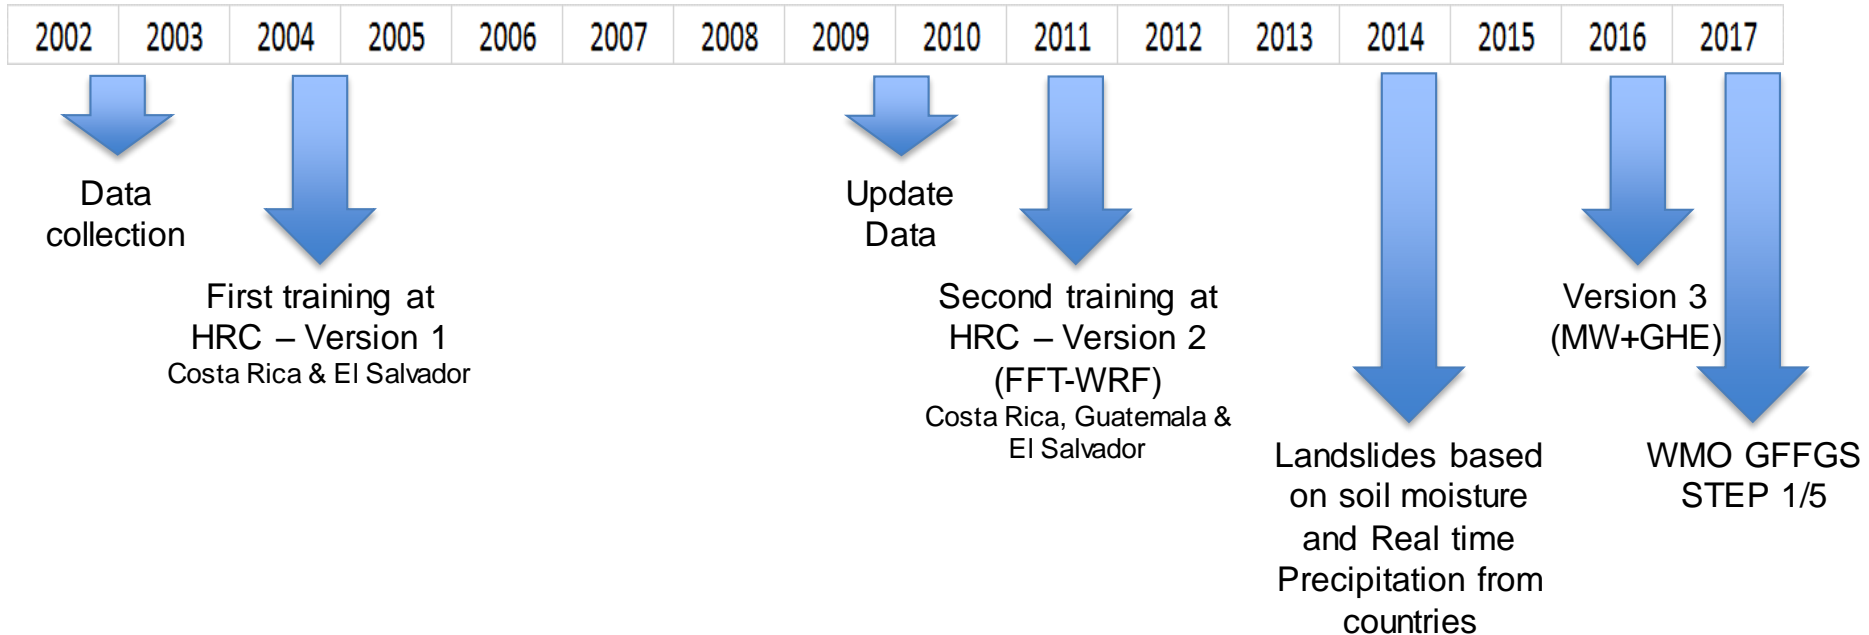 2002 2003 2004 2005 2006 2007 2008 2009 2010 2011 2012 2013 2014 2015 2016 2017
Data
collection
First training at
HRC – Version 1
Costa Rica & El Salvador
Update
Data
Second training at
HRC – Version 2
(FFT-WRF)
Costa Rica, Guatemala &
El Salvador
Landslides based
on soil moisture
and Real time
Precipitation from
countries
Version 3
(MW+GHE)
WMO GFFGS
STEP 1/5